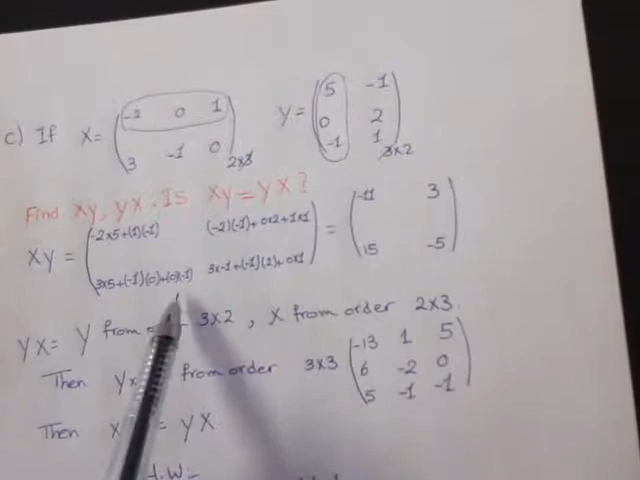 c) If X = (-2 0 1 Y = (5 -1
3 -1 0) 2x3 0 2
-1 1) 3x2
Find XY, YX. Is XY = YX?
XY = (-2x5+(1)(-1) (-2)(-1)+0x2+1x1) = (-11 3
3x5+(-1)(0)+(0)(-1) 3x-1+(-1)(2)+0x1 15 -5)
YX = Y from 3x2, X from order 2x3.
Then from order 3x3 (-13 1 5
6 -2 0
5 -1 -1)
Then X = YX